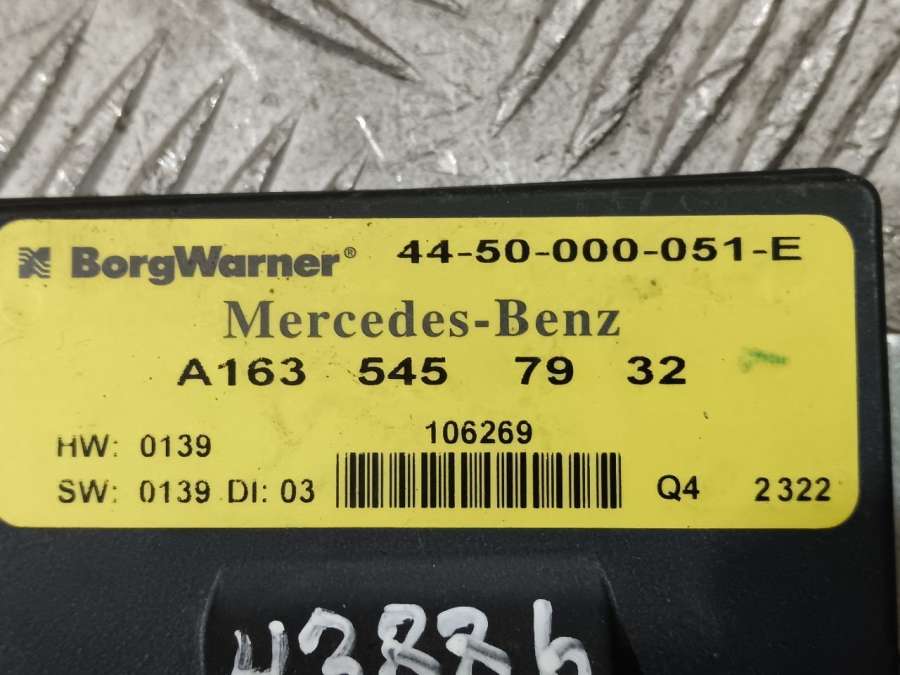 BorgWarner® 44-50-000-051-E
Mercedes-Benz
A163 545 79 32
HW: 0139
106269
SW: 0139 DI: 03
Q4 2322